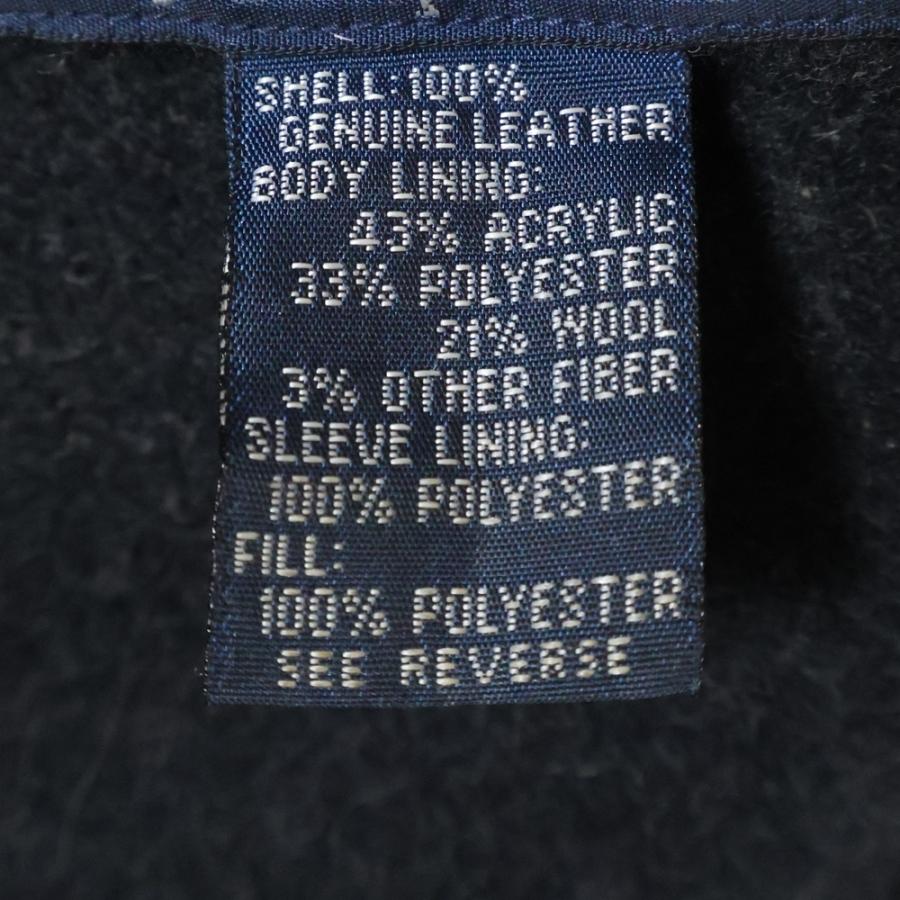 SHELL: 100%
GENUINE LEATHER
BODY LINING:
43% ACRYLIC
33% POLYESTER
21% WOOL
3% OTHER FIBER
SLEEVE LINING:
100% POLYESTER
FILL:
100% POLYESTER
SEE REVERSE